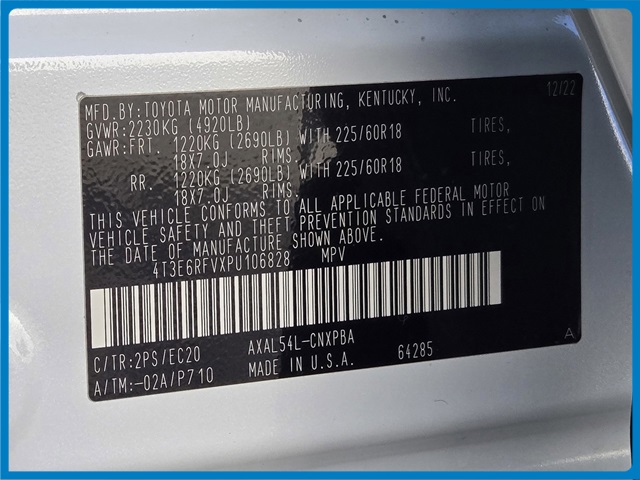 MFD.BY:TOYOTA MOTOR MANUFACTURING, KENTUCKY, INC. 12/22
GVWR:2230KG (4920LB)
GAWR:FRT. 1220KG (2690LB) WITH 225/60R18 TIRES,
18X7.0J RIMS.
RR. 1220KG (2690LB) WITH 225/60R18 TIRES,
18X7.0J RIMS.
THIS VEHICLE CONFORMS TO ALL APPLICABLE FEDERAL MOTOR
VEHICLE SAFETY AND THEFT PREVENTION STANDARDS IN EFFECT ON
THE DATE OF MANUFACTURE SHOWN ABOVE.
4T3E6RFVXPU106828 MPV
C/TR:2PS/EC20 AXAL54L-CNXPBA A
A/TM:-02A/P710 MADE IN U.S.A. 64285